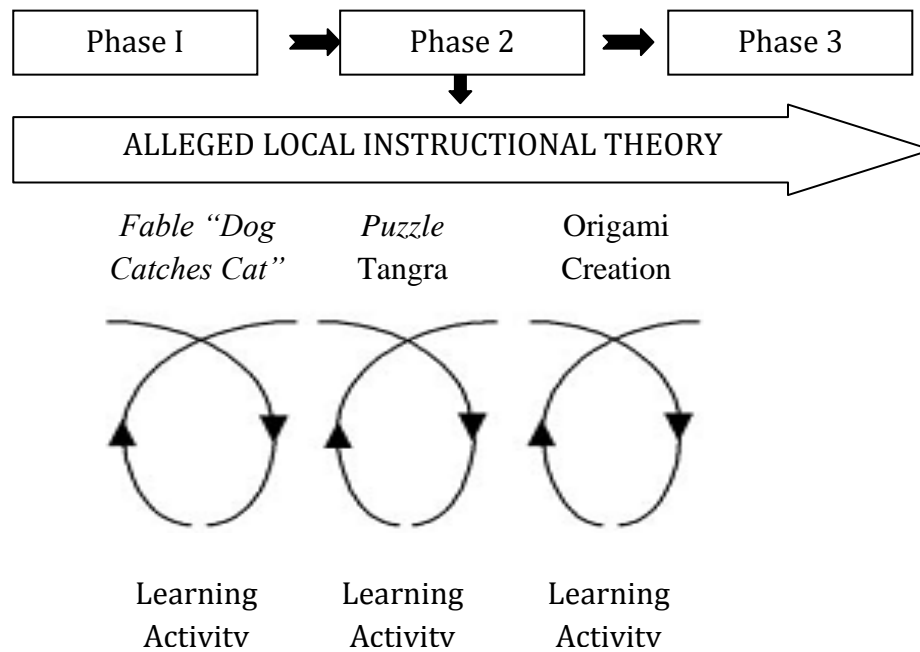 Phase I
Phase 2
Phase 3
ALLEGED LOCAL INSTRUCTIONAL THEORY
Fable “Dog
Catches Cat”
Puzzle
Tangra
Origami
Creation
Learning
Activity
Learning
Activity
Learning
Activity